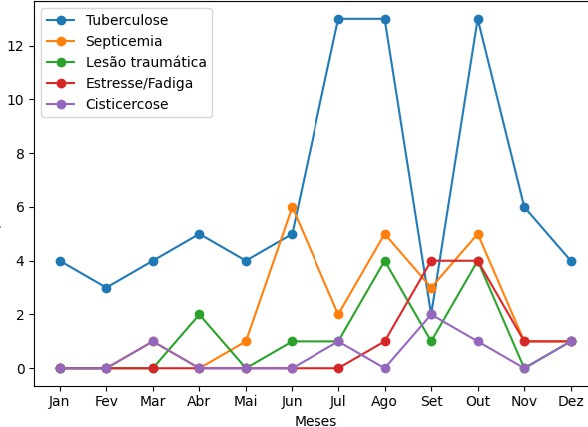 Tuberculose
Septicemia
Lesão traumática
Estresse/Fadiga
Cisticercose
12
10
8
6
4
2
0
Jan Fev Mar Abr Mai Jun Jul Ago Set Out Nov Dez
Meses